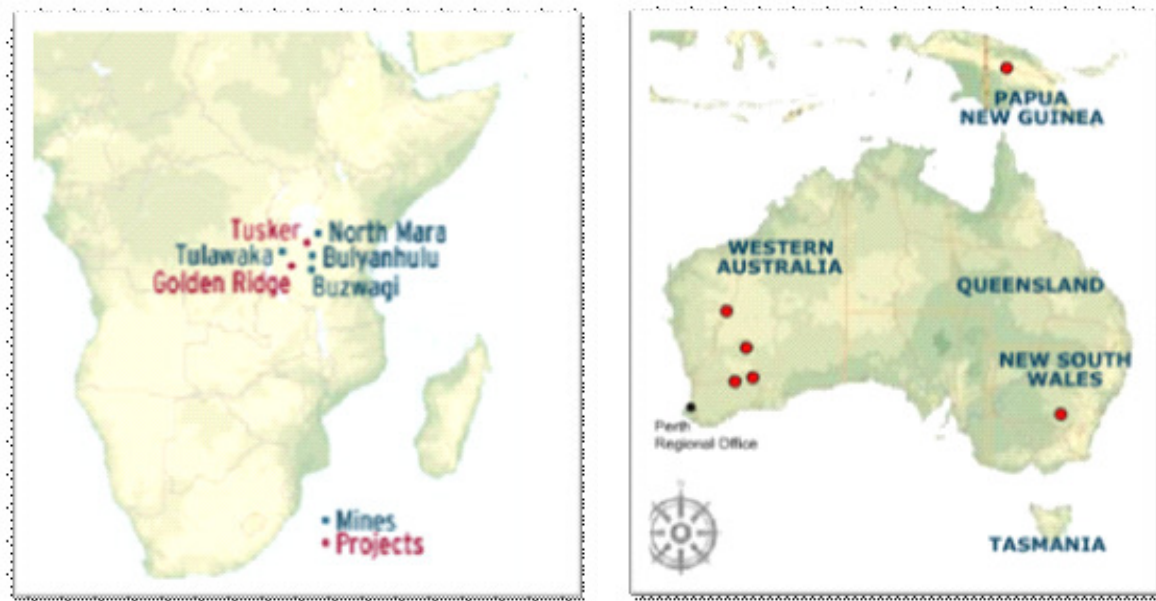 Tusker
North Mara
Tulawaka
Bulyanhulu
Golden Ridge
Buzwagi
Mines
Projects
PAPUA
NEW GUINEA
WESTERN
AUSTRALIA
QUEENSLAND
NEW SOUTH
WALES
Perth
Regional Office
TASMANIA